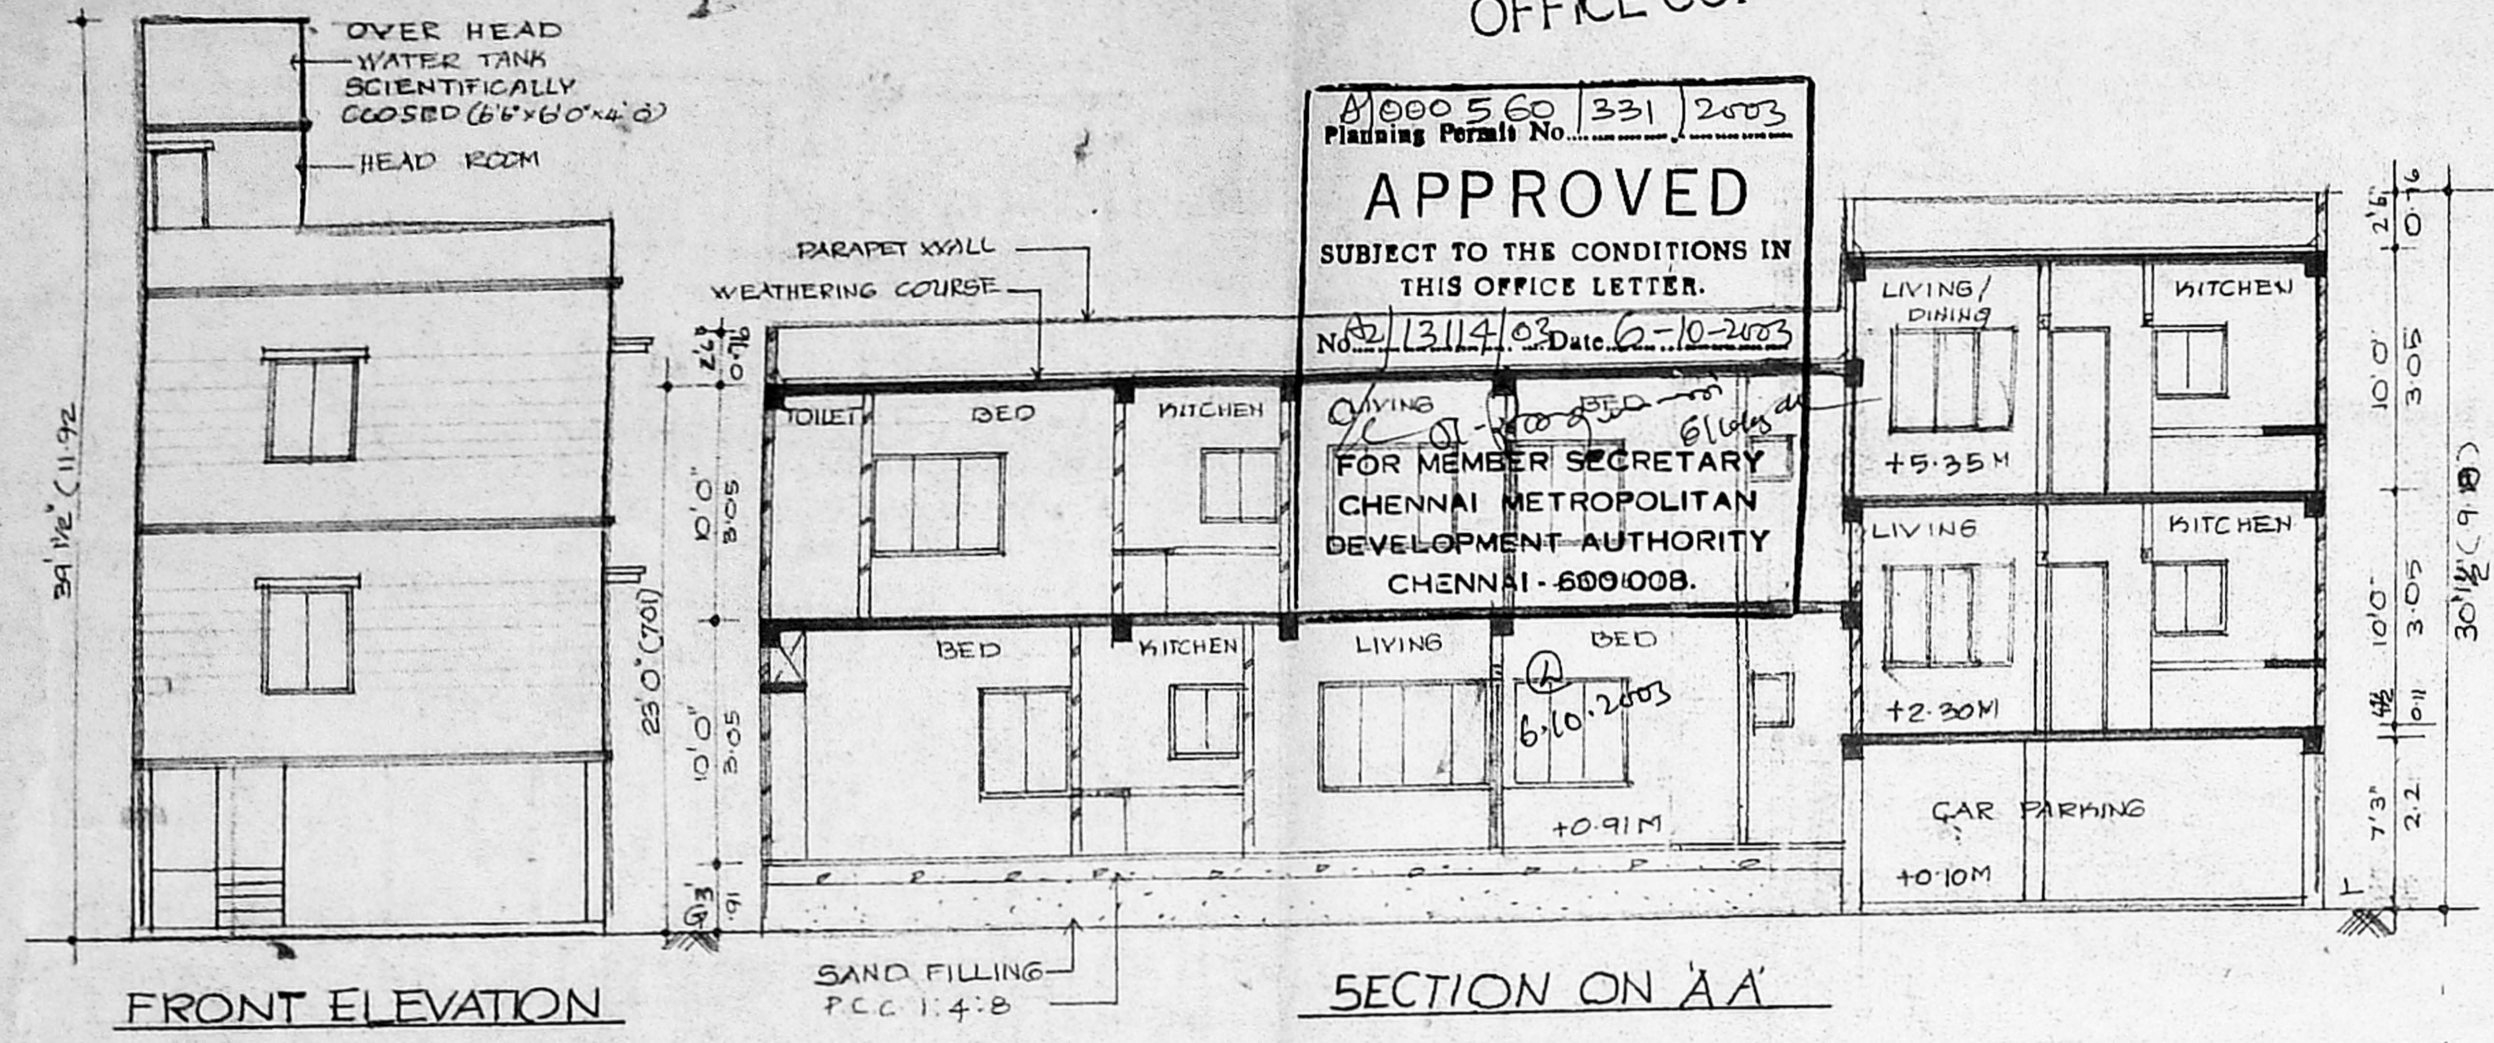 OFFICE CO
OVER HEAD
WATER TANK
SCIENTIFICALLY
CLOSED (6'6"x6'0"x4'0)
HEAD ROOM
39' 1½" (11.92
FRONT ELEVATION
A 000 560 / 331 / 2003
Planning Permit No.
APPROVED
SUBJECT TO THE CONDITIONS IN
THIS OFFICE LETTER.
No. A2/13114/03 Date 6-10-2003
FOR MEMBER SECRETARY
CHENNAI METROPOLITAN
DEVELOPMENT AUTHORITY
CHENNAI - 600 008.
PARAPET WALL
WEATHERING COURSE
2'6"
0.76
10'0"
3.05
10'0"
3.05
3'
.91
23'0" (701)
TOILET
BED
KITCHEN
LIVING
BED
BED
KITCHEN
LIVING
BED
6.10.2003
+0.91M
LIVING/
DINING
KITCHEN
+5.35M
LIVING
KITCHEN
+2.30M
CAR PARKING
+0.10M
2'6"
0.76
10'0"
3.05
10'0"
3.05
4½
0.11
7'3"
2.2
30'1½" (9.18)
SAND FILLING
P.C.C 1:4:8
SECTION ON 'AA'